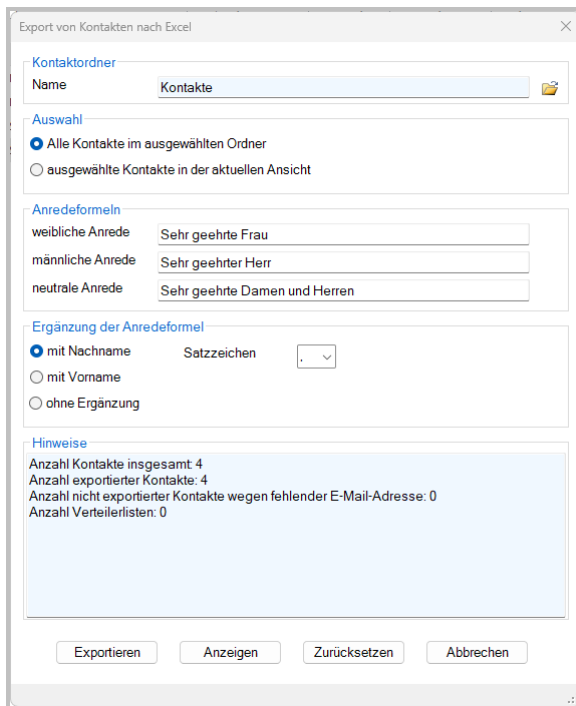 Export von Kontakten nach Excel
Kontaktordner
Name Kontakte
Auswahl
Alle Kontakte im ausgewählten Ordner
ausgewählte Kontakte in der aktuellen Ansicht
Anredeformeln
weibliche Anrede Sehr geehrte Frau
männliche Anrede Sehr geehrter Herr
neutrale Anrede Sehr geehrte Damen und Herren
Ergänzung der Anredeformel
mit Nachname Satzzeichen ,
mit Vorname
ohne Ergänzung
Hinweise
Anzahl Kontakte insgesamt: 4
Anzahl exportierter Kontakte: 4
Anzahl nicht exportierter Kontakte wegen fehlender E-Mail-Adresse: 0
Anzahl Verteilerlisten: 0
Exportieren Anzeigen Zurücksetzen Abbrechen